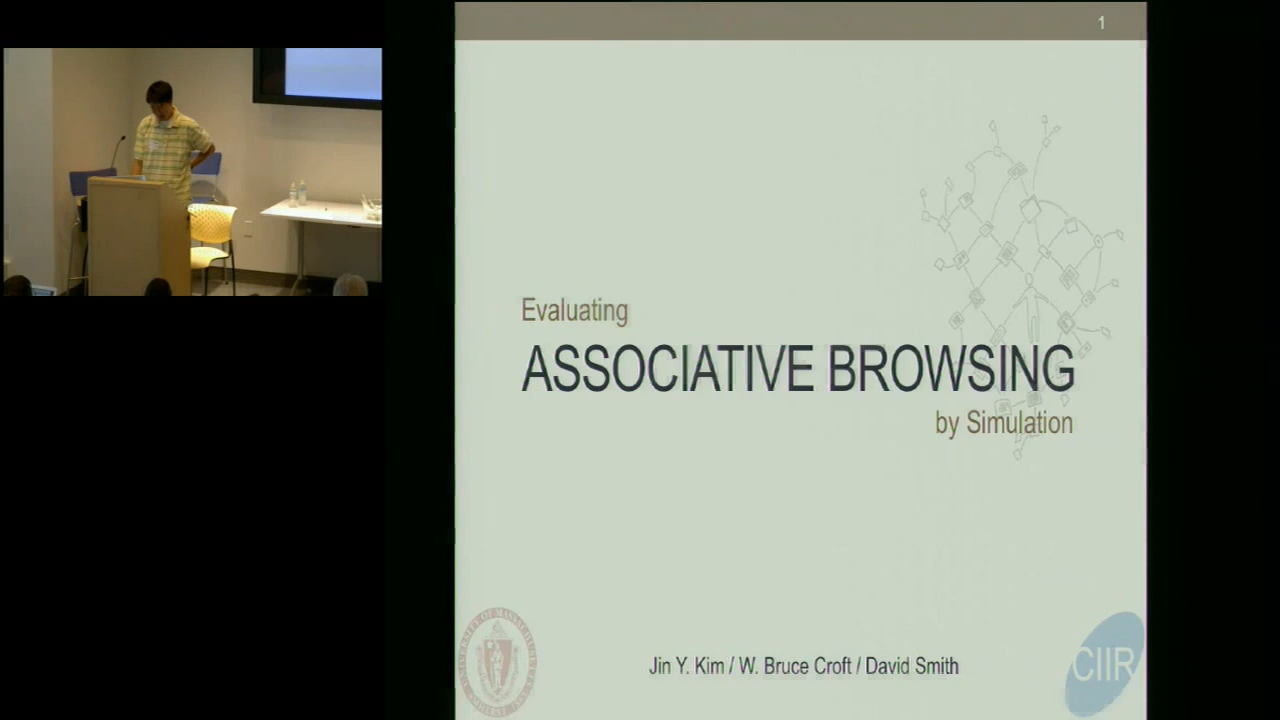 1
Evaluating
ASSOCIATIVE BROWSING
by Simulation
Jin Y. Kim / W. Bruce Croft / David Smith
CIIR